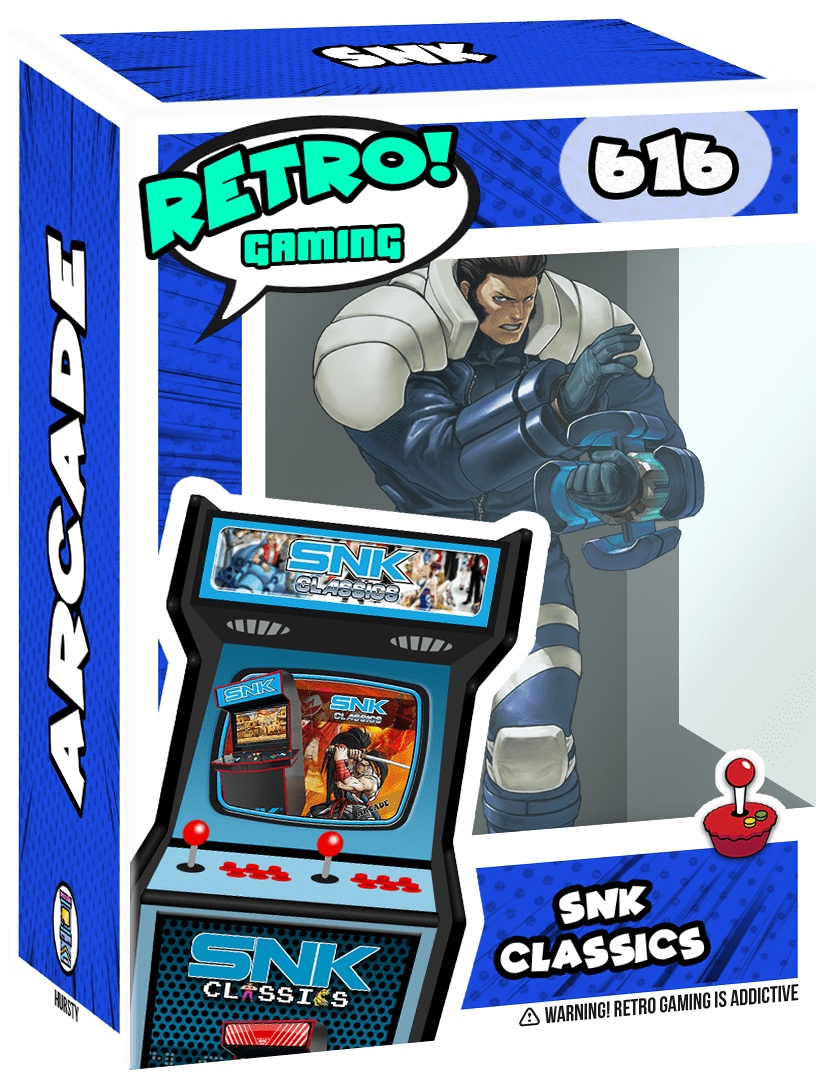 SNK
RETRO!
GAMING
616
ARCADE
SNK
CLASSICS
SNK
SNK
CLASSICS
ARCADE
SNK
CLASSICS
SNK
CLASSICS
WARNING! RETRO GAMING IS ADDICTIVE
HURSTY